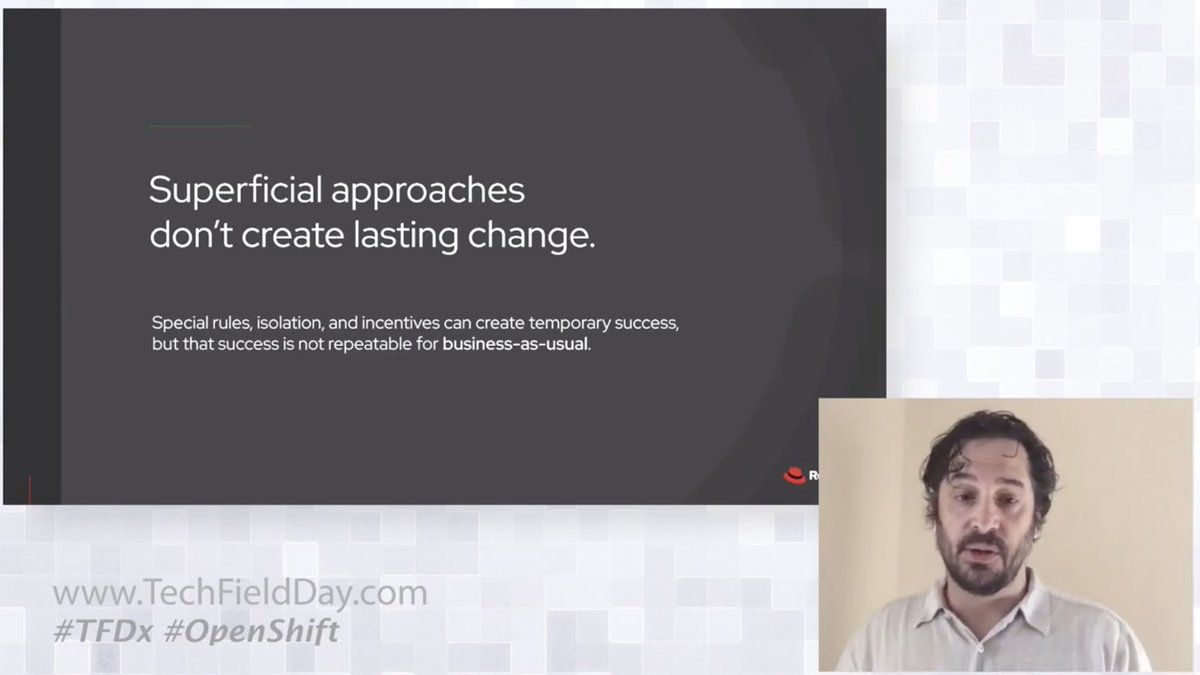 Superficial approaches
don't create lasting change.
Special rules, isolation, and incentives can create temporary success,
but that success is not repeatable for business-as-usual.
www.TechFieldDay.com
#TFDx #OpenShift